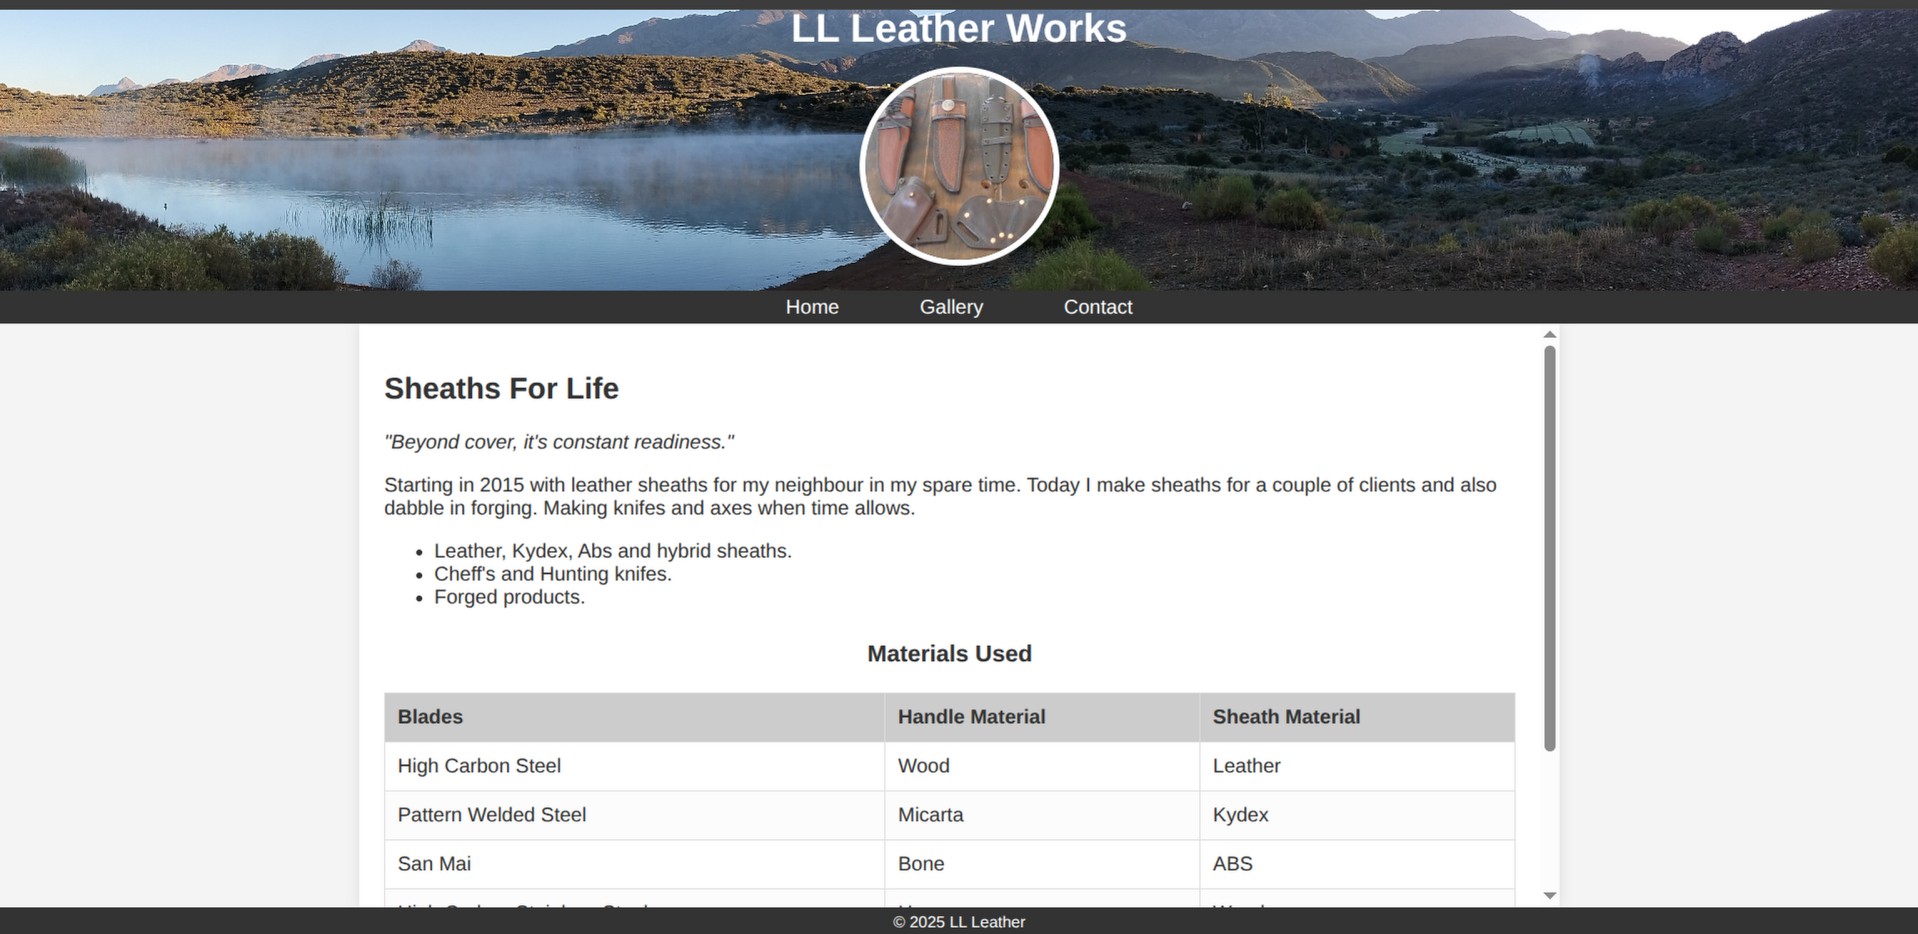 LL Leather Works
Home Gallery Contact
Sheaths For Life
"Beyond cover, it's constant readiness."
Starting in 2015 with leather sheaths for my neighbour in my spare time. Today I make sheaths for a couple of clients and also
dabble in forging. Making knifes and axes when time allows.
Leather, Kydex, Abs and hybrid sheaths.
Cheff's and Hunting knifes.
Forged products.
Materials Used
Blades Handle Material Sheath Material
High Carbon Steel Wood Leather
Pattern Welded Steel Micarta Kydex
San Mai Bone ABS
© 2025 LL Leather